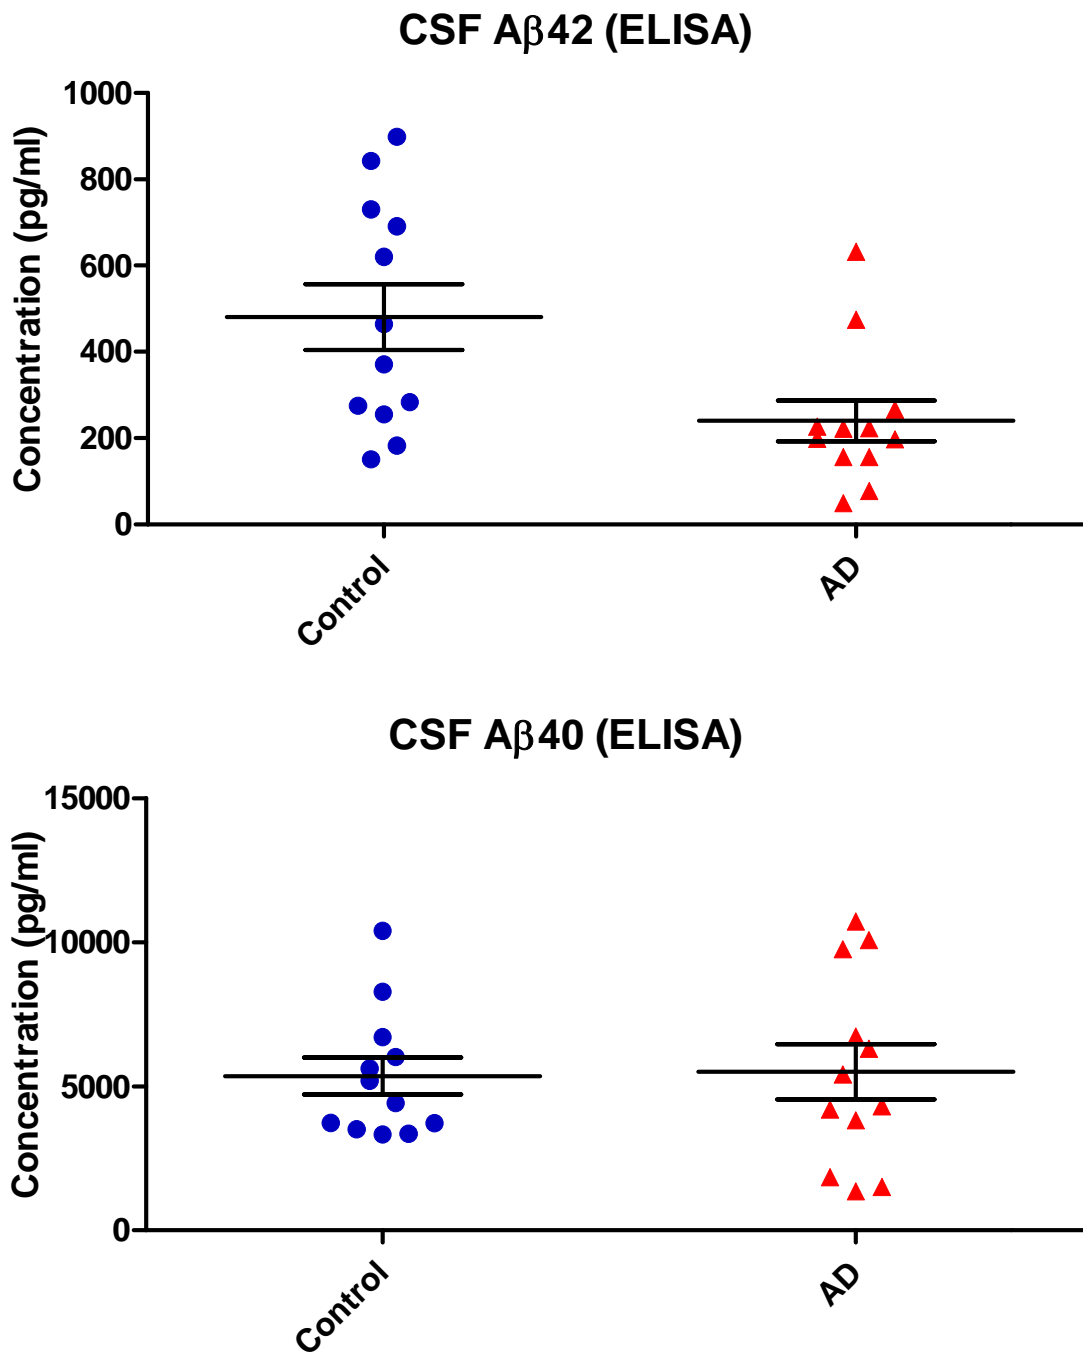 CSF Aβ42 (ELISA)
Concentration (pg/ml)
1000
800
600
400
200
0
Control
AD
CSF Aβ40 (ELISA)
Concentration (pg/ml)
15000
10000
5000
0
Control
AD